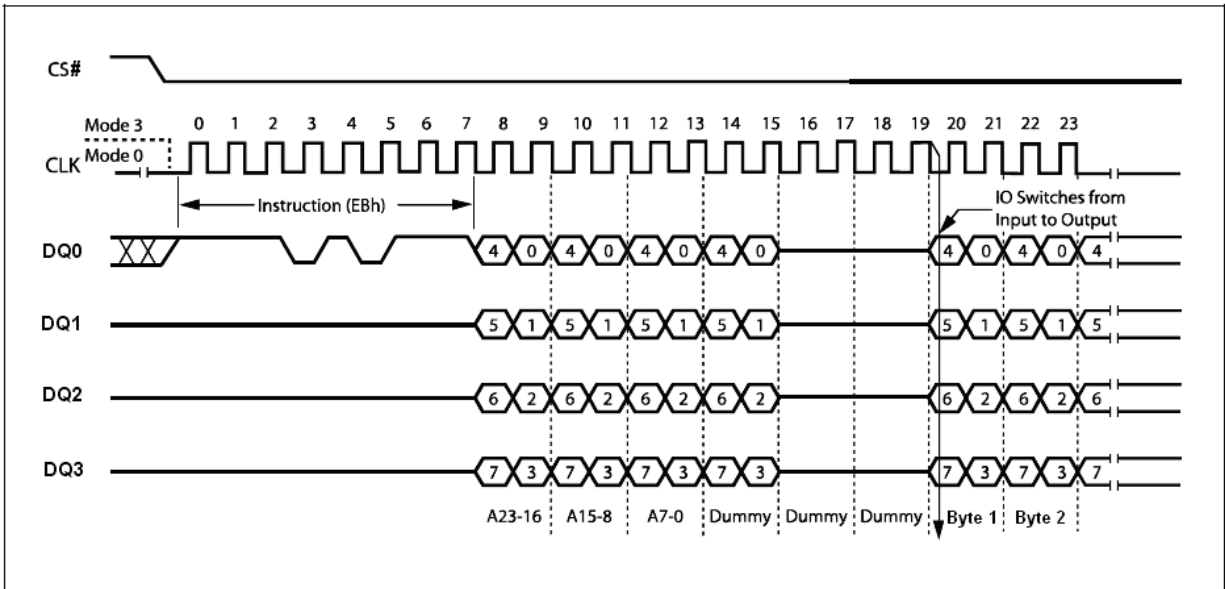 CS#
Mode 3
0 1 2 3 4 5 6 7 8 9 10 11 12 13 14 15 16 17 18 19 20 21 22 23
CLK
Mode 0
Instruction (EBh)
IO Switches from
Input to Output
DQ0
4 0 4 0 4 0 4 0 4 0 4 0 4
DQ1
5 1 5 1 5 1 5 1 5 1 5 1 5
DQ2
6 2 6 2 6 2 6 2 6 2 6 2 6
DQ3
7 3 7 3 7 3 7 3 7 3 7 3 7
A23-16 A15-8 A7-0 Dummy Dummy Dummy Byte 1 Byte 2